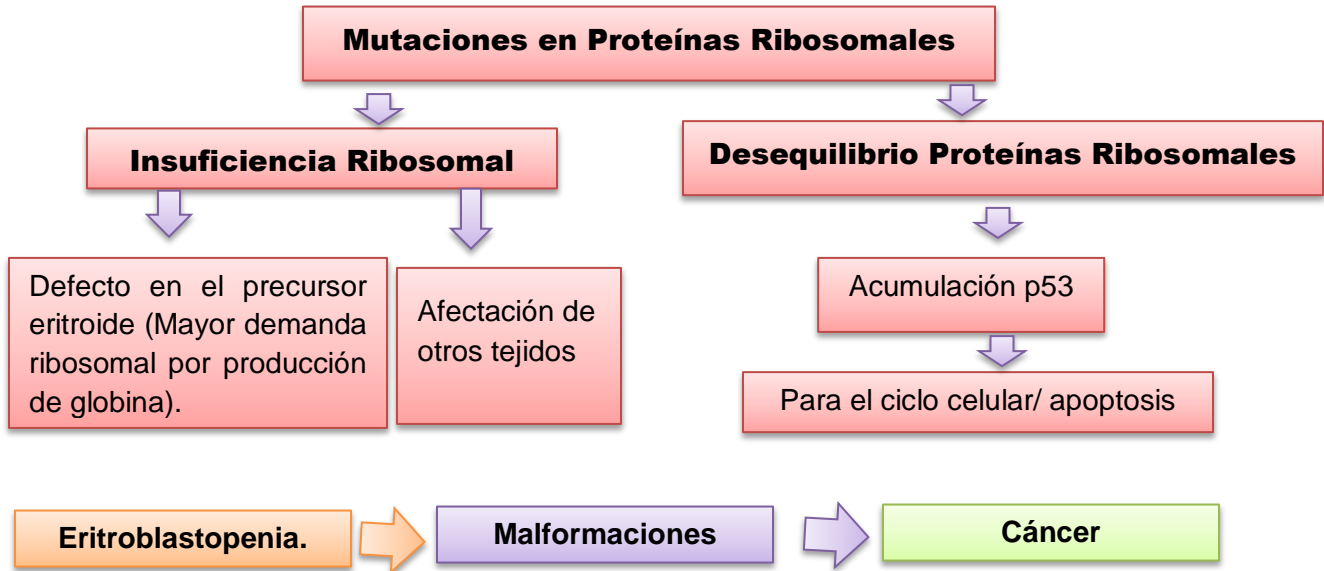 Mutaciones en Proteínas Ribosomales
Insuficiencia Ribosomal
Desequilibrio Proteínas Ribosomales
Defecto en el precursor
eritroide (Mayor demanda
ribosomal por producción
de globina).
Afectación de
otros tejidos
Acumulación p53
Para el ciclo celular/ apoptosis
Eritroblastopenia.
Malformaciones
Cáncer